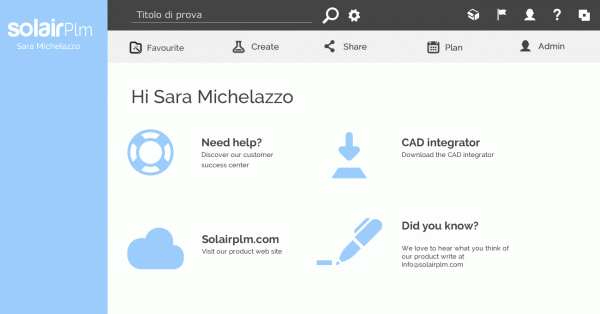 solairPlm
Sara Michelazzo
Titolo di prova
Favourite
Create
Share
Plan
Admin
Hi Sara Michelazzo
Need help?
Discover our customer
success center
CAD integrator
Download the CAD integrator
Solairplm.com
Visit our product web site
Did you know?
We love to hear what you think of
our product write at
info@solairplm.com